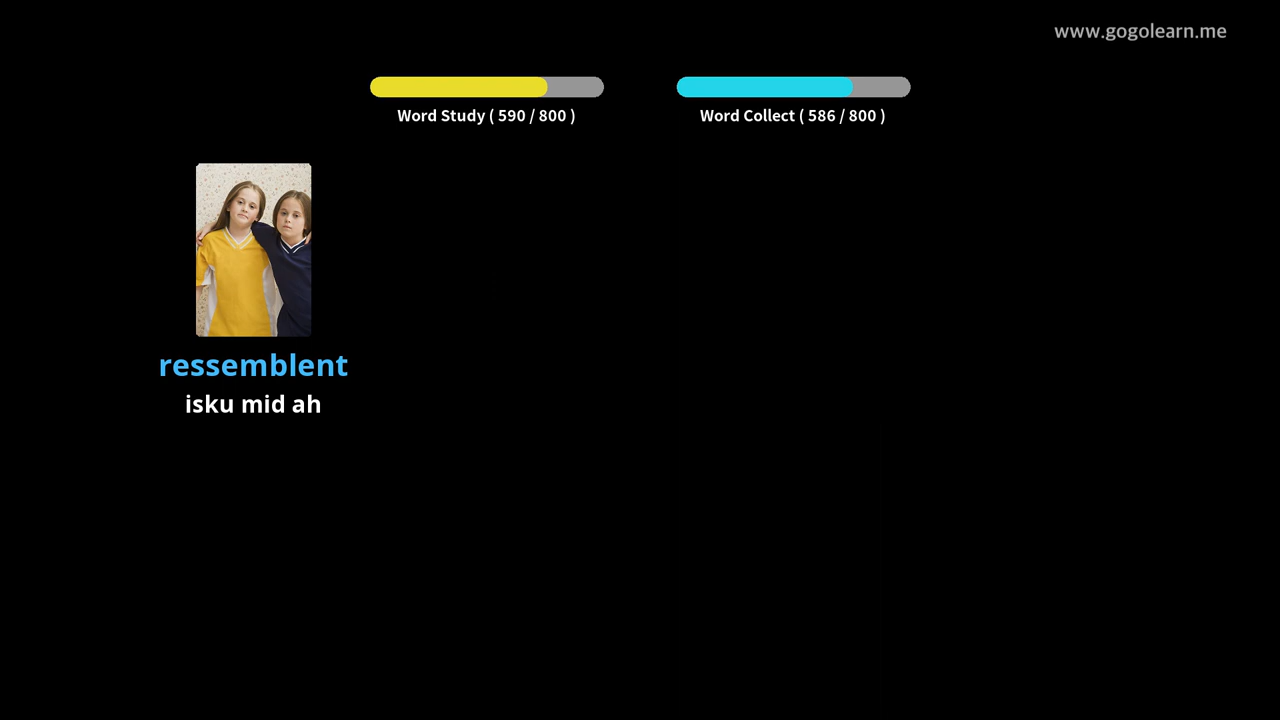 www.gogolearn.me
Word Study ( 590 / 800 )
Word Collect ( 586 / 800 )
ressemblent
isku mid ah